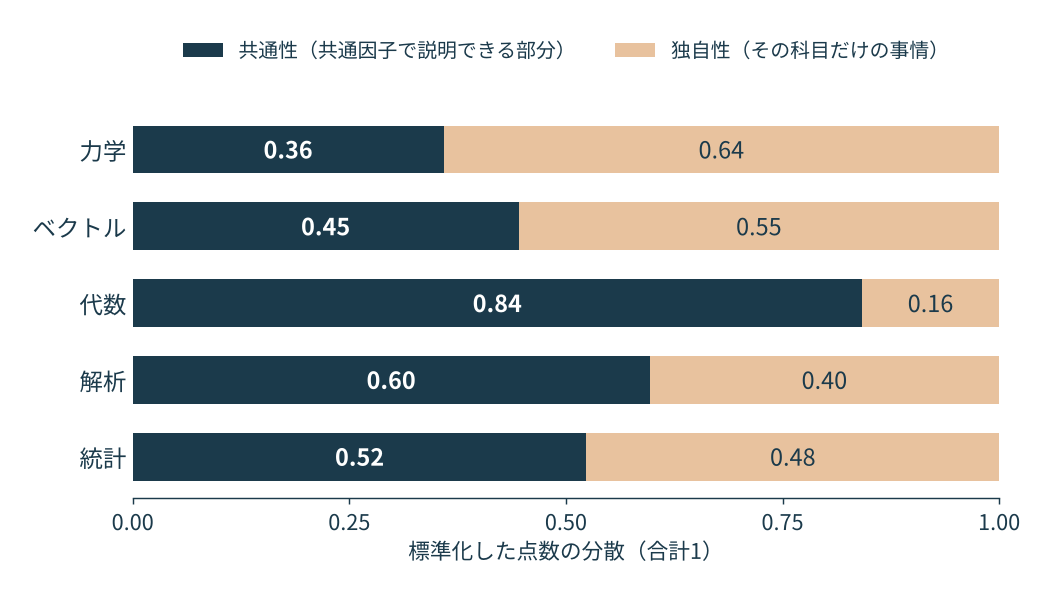 共通性（共通因子で説明できる部分） 独自性（その科目だけの事情）
力学 0.36 0.64
ベクトル 0.45 0.55
代数 0.84 0.16
解析 0.60 0.40
統計 0.52 0.48
0.00 0.25 0.50 0.75 1.00
標準化した点数の分散（合計1）